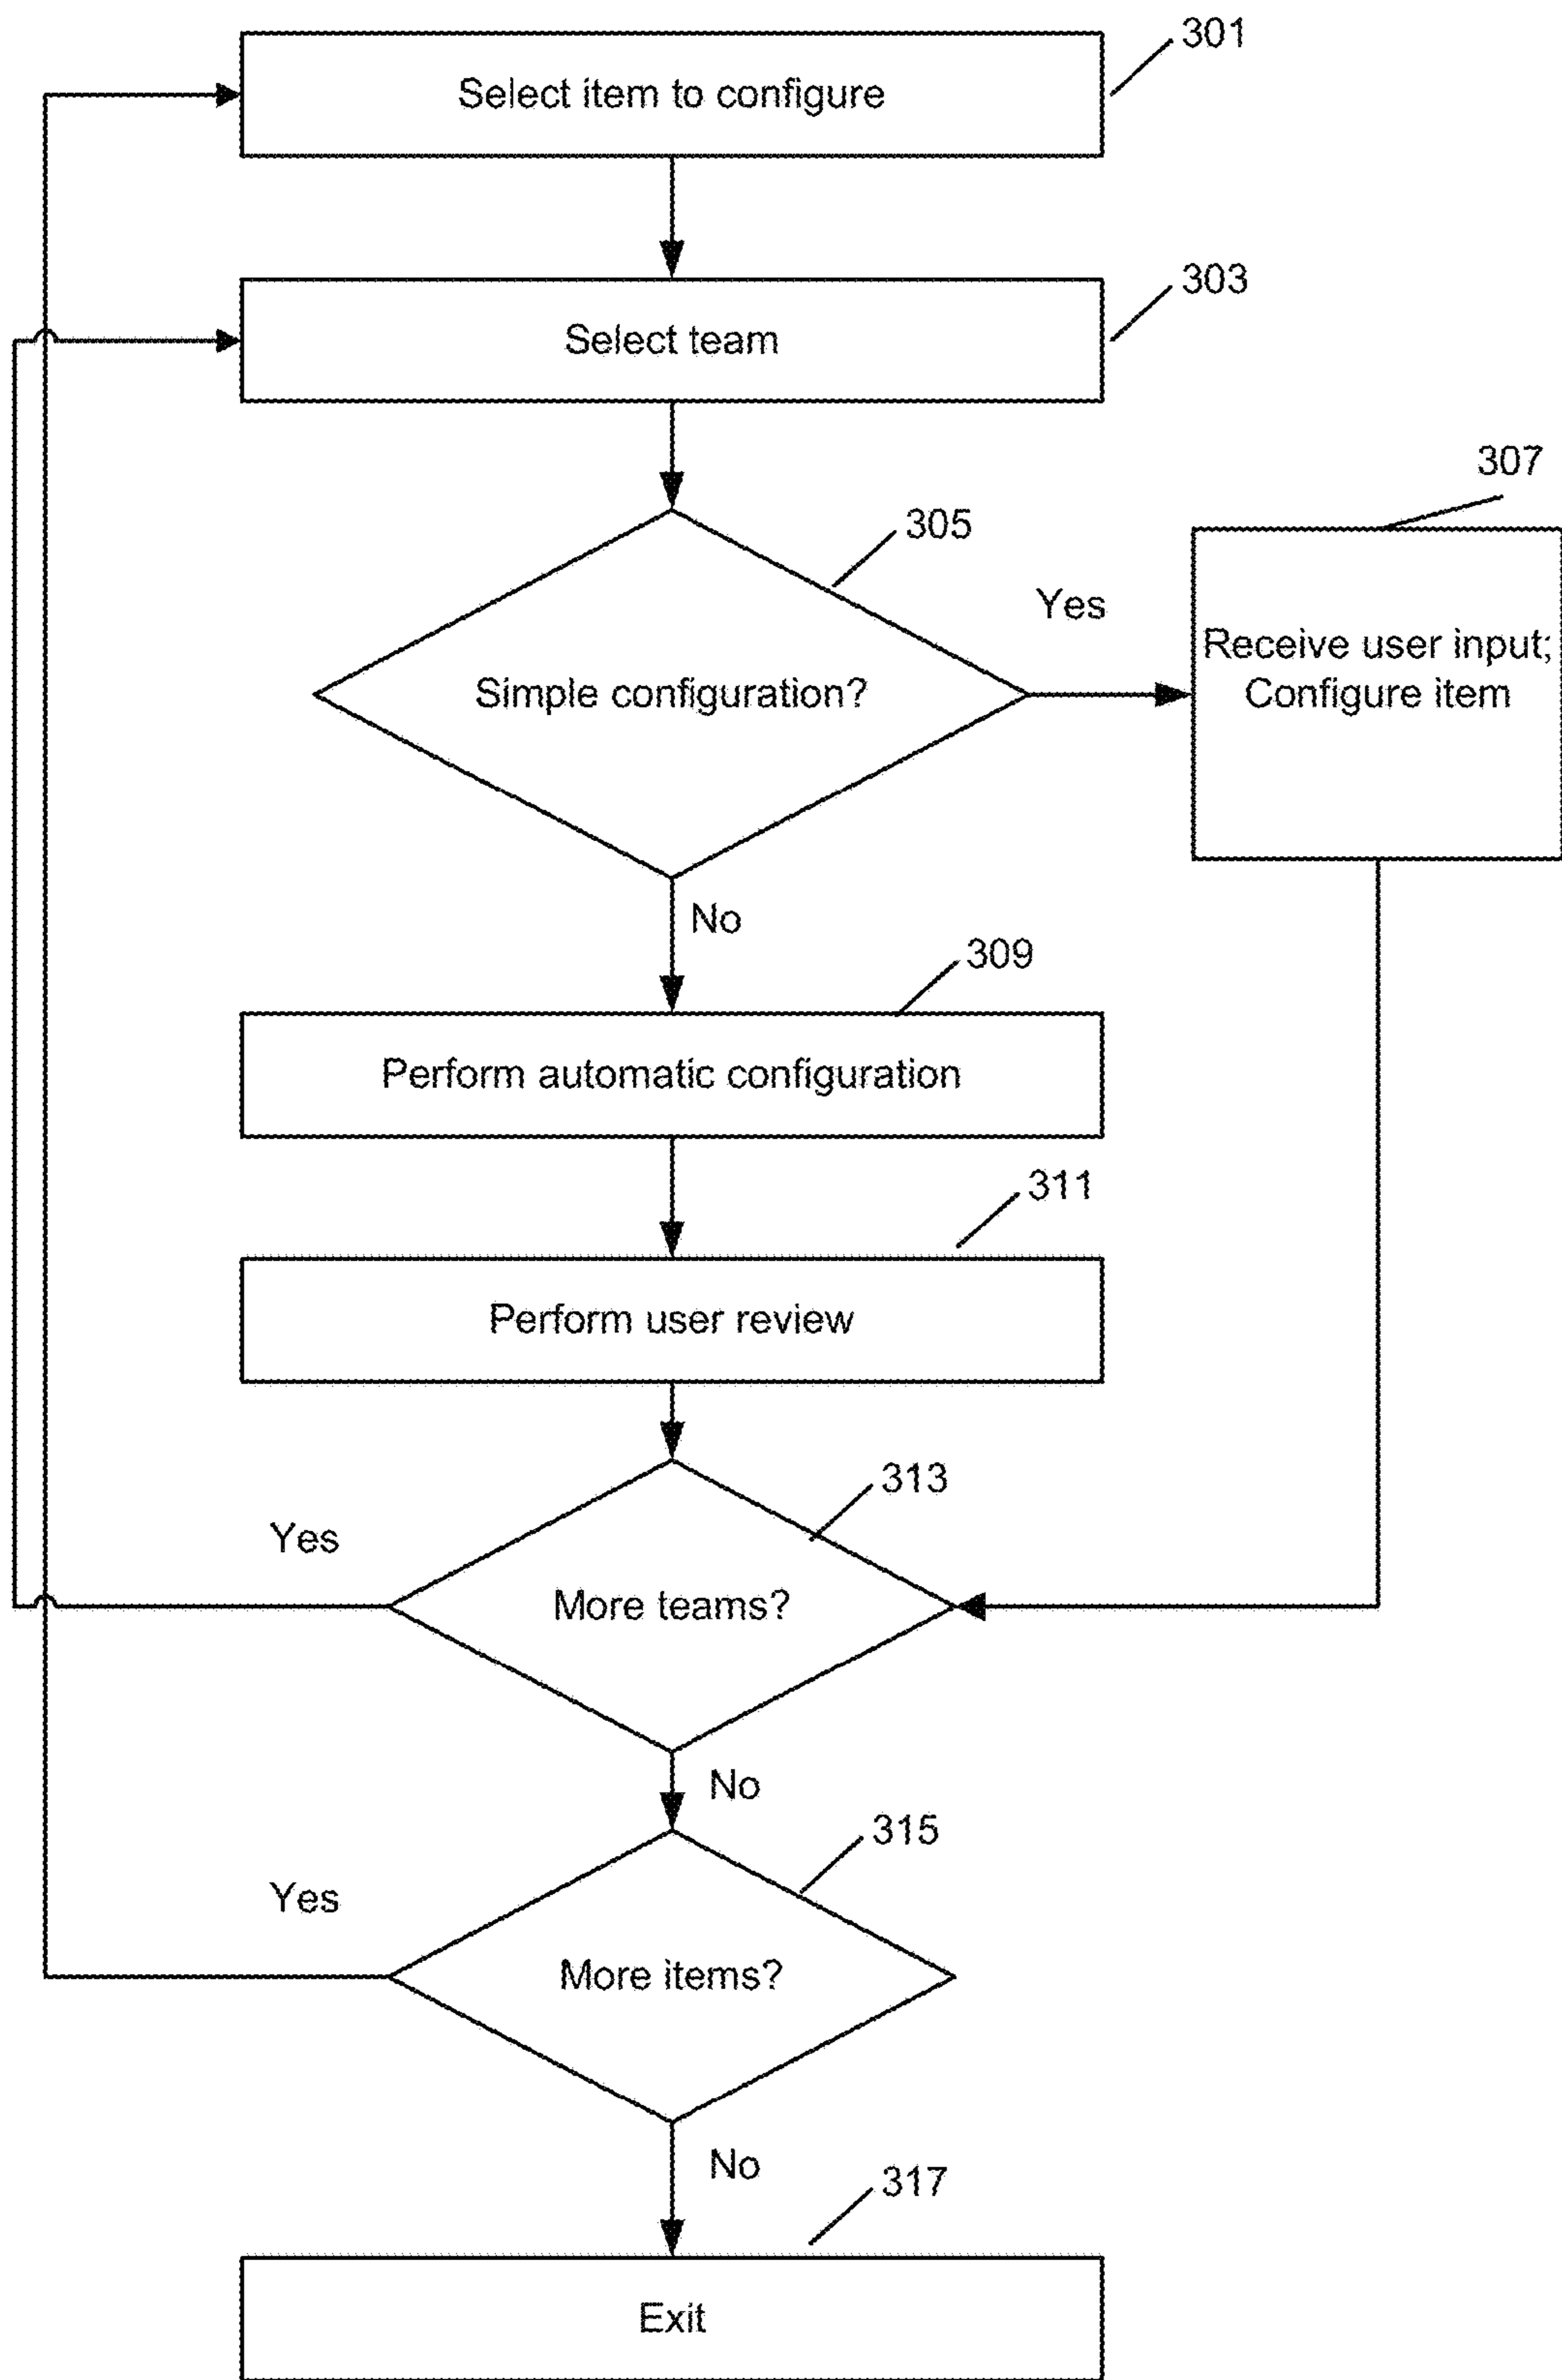 301
Select item to configure
303
Select team
307
305
Yes
Receive user input;
Configure item
Simple configuration?
No
309
Perform automatic configuration
311
Perform user review
313
Yes
More teams?
No
315
Yes
More items?
No
317
Exit